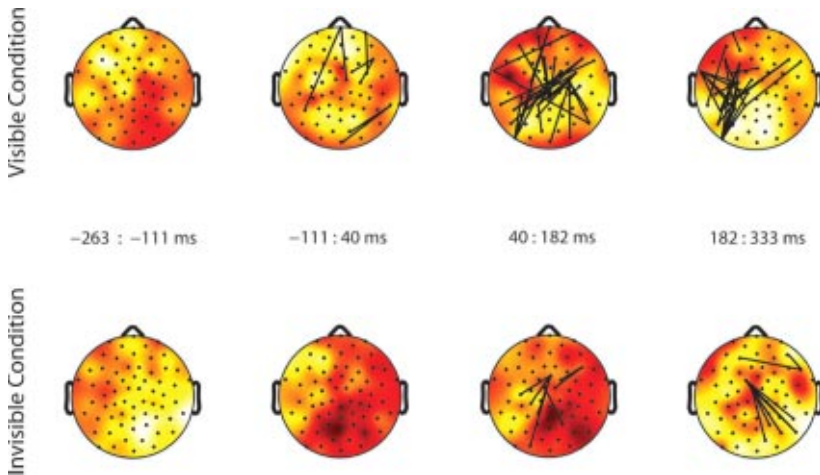 Visible Condition
−263 : −111 ms
−111 : 40 ms
40 : 182 ms
182 : 333 ms
Invisible Condition